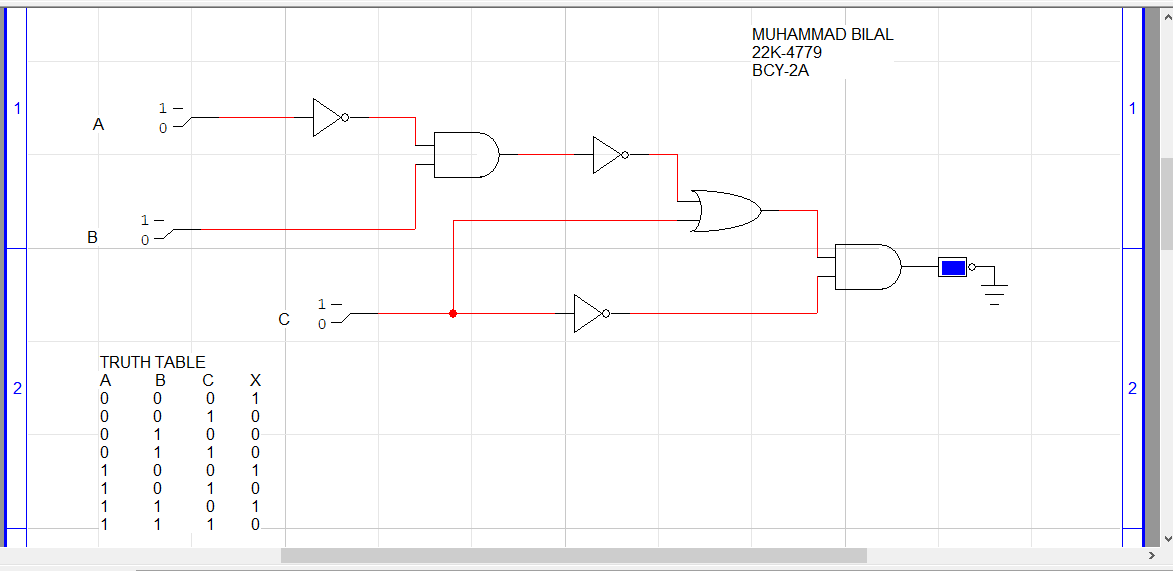 MUHAMMAD BILAL
22K-4779
BCY-2A
1
1
1
A
0
1
B
0
1
C
0
TRUTH TABLE
A B C X
2
2
0 0 0 1
0 0 1 0
0 1 0 0
0 1 1 0
1 0 0 1
1 0 1 0
1 1 0 1
1 1 1 0